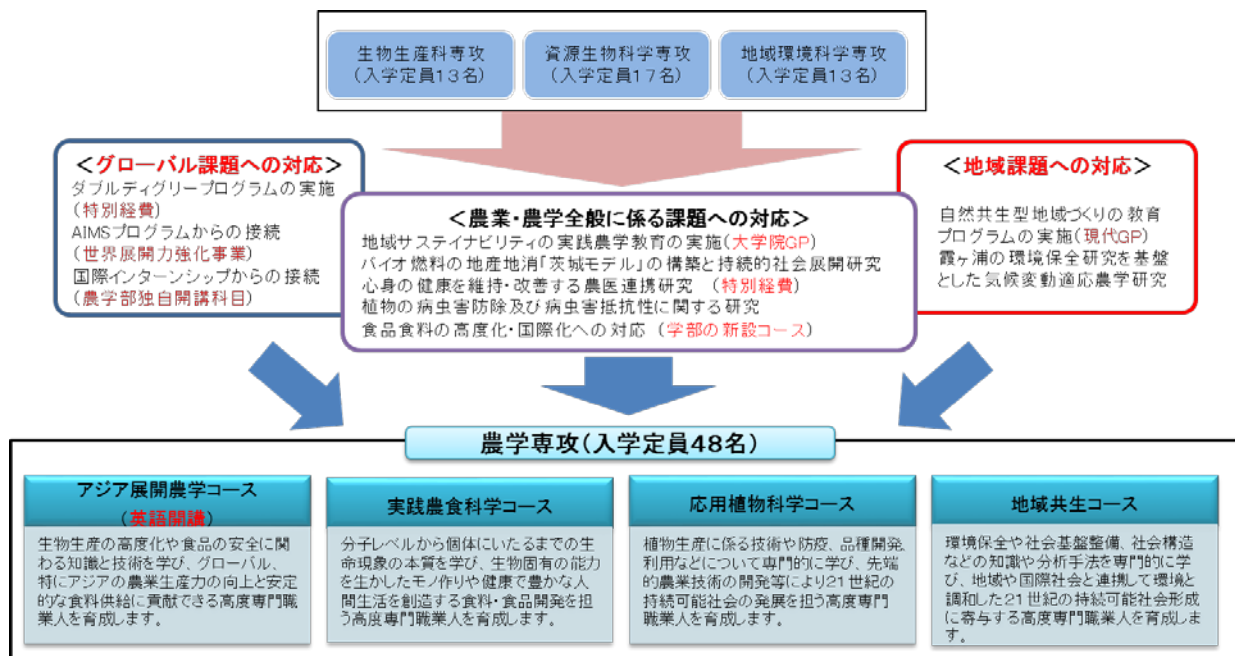 生物生産科専攻
(入学定員13名)
資源生物科学専攻
(入学定員17名)
地域環境科学専攻
(入学定員13名)
＜グローバル課題への対応＞
ダブルディグリープログラムの実施
(特別経費)
AIMSプログラムからの接続
(世界展開力強化事業)
国際インターンシップからの接続
(農学部独自開講科目)
＜農業・農学全般に係る課題への対応＞
地域サステイナビリティの実践農学教育の実施(大学院GP)
バイオ燃料の地産地消「茨城モデル」の構築と持続的社会展開研究
心身の健康を維持・改善する農医連携研究 (特別経費)
植物の病虫害防除及び病虫害抵抗性に関する研究
食品食料の高度化・国際化への対応 (学部の新設コース)
＜地域課題への対応＞
自然共生型地域づくりの教育
プログラムの実施(現代GP)
霞ヶ浦の環境保全研究を基盤
とした気候変動適応農学研究
農学専攻(入学定員48名)
アジア展開農学コース
(英語開講)
生物生産の高度化や食品の安全に関
わる知識と技術を学び、グローバル、
特にアジアの農業生産力の向上と安定
的な食料供給に貢献できる高度専門職
業人を育成します。
実践農食科学コース
分子レベルから個体にいたるまでの生
命現象の本質を学び、生物固有の能力
を生かしたモノ作りや健康で豊かな人
間生活を創造する食料・食品開発を担
う高度専門職業人を育成します。
応用植物科学コース
植物生産に係る技術や防疫、品種開発、
利用などについて専門的に学び、先端
的農業技術の開発等により21世紀の
持続可能社会の発展を担う高度専門
職業人を育成します。
地域共生コース
環境保全や社会基盤整備、社会構造
などの知識や分析手法を専門的に学
び、地域や国際社会と連携して環境と
調和した21世紀の持続可能社会形成
に寄与する高度専門職業人を育成しま
す。